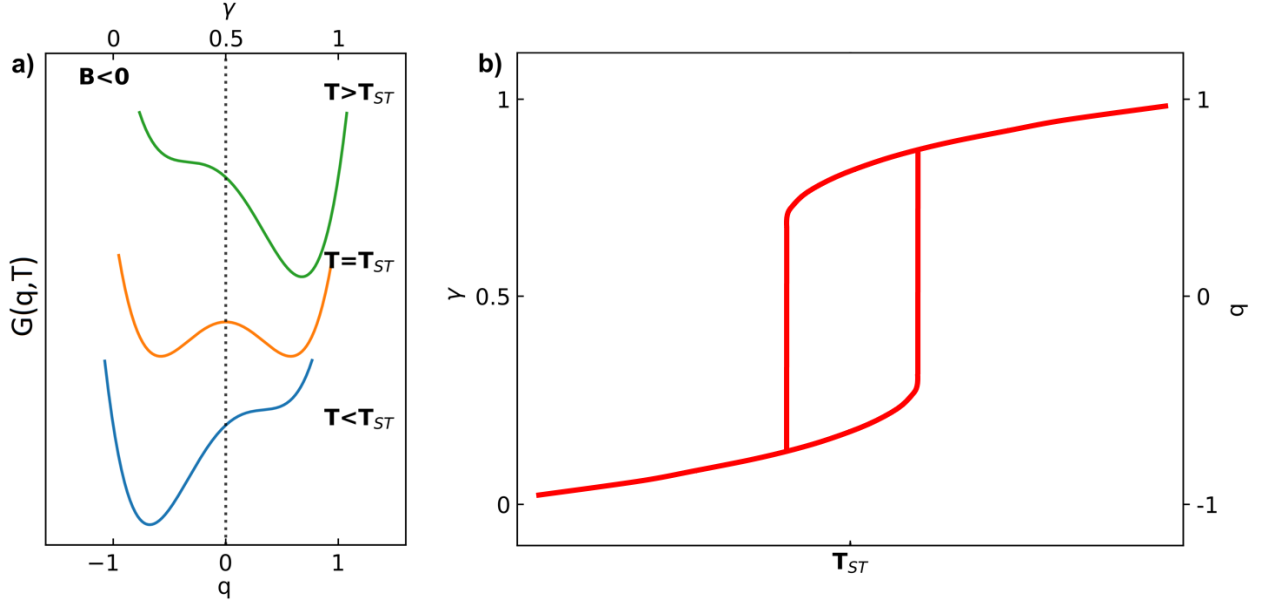 γ
0 0.5 1
a)
B<0
T>T_ST
T=T_ST
T<T_ST
G(q,T)
−1 0 1
q
b)
1
0.5
0
γ
1
0
-1
q
T_ST